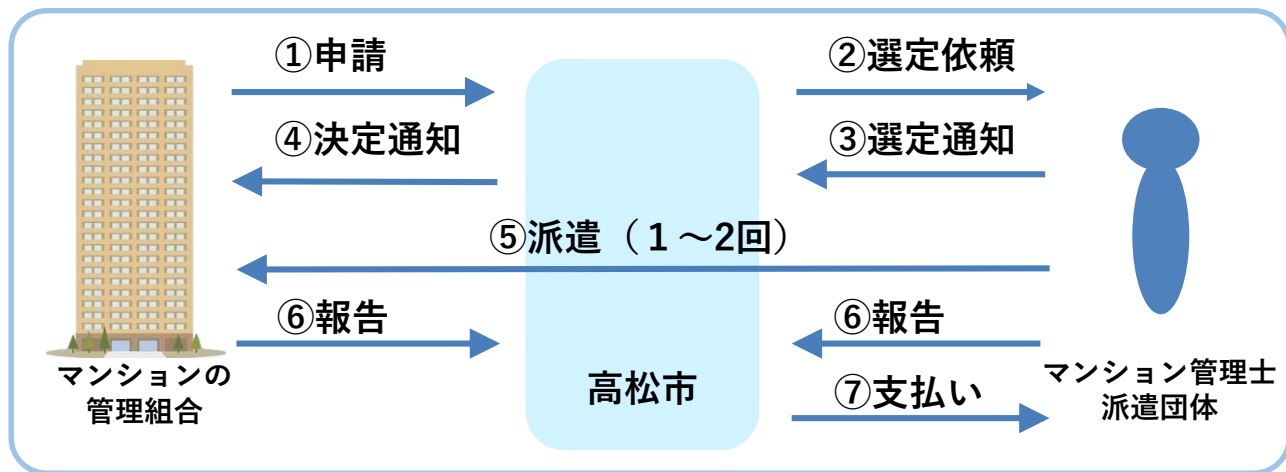 ①申請
②選定依頼
④決定通知
③選定通知
⑤派遣（１～2回）
⑥報告
⑥報告
マンションの
管理組合
高松市
⑦支払い
マンション管理士
派遣団体